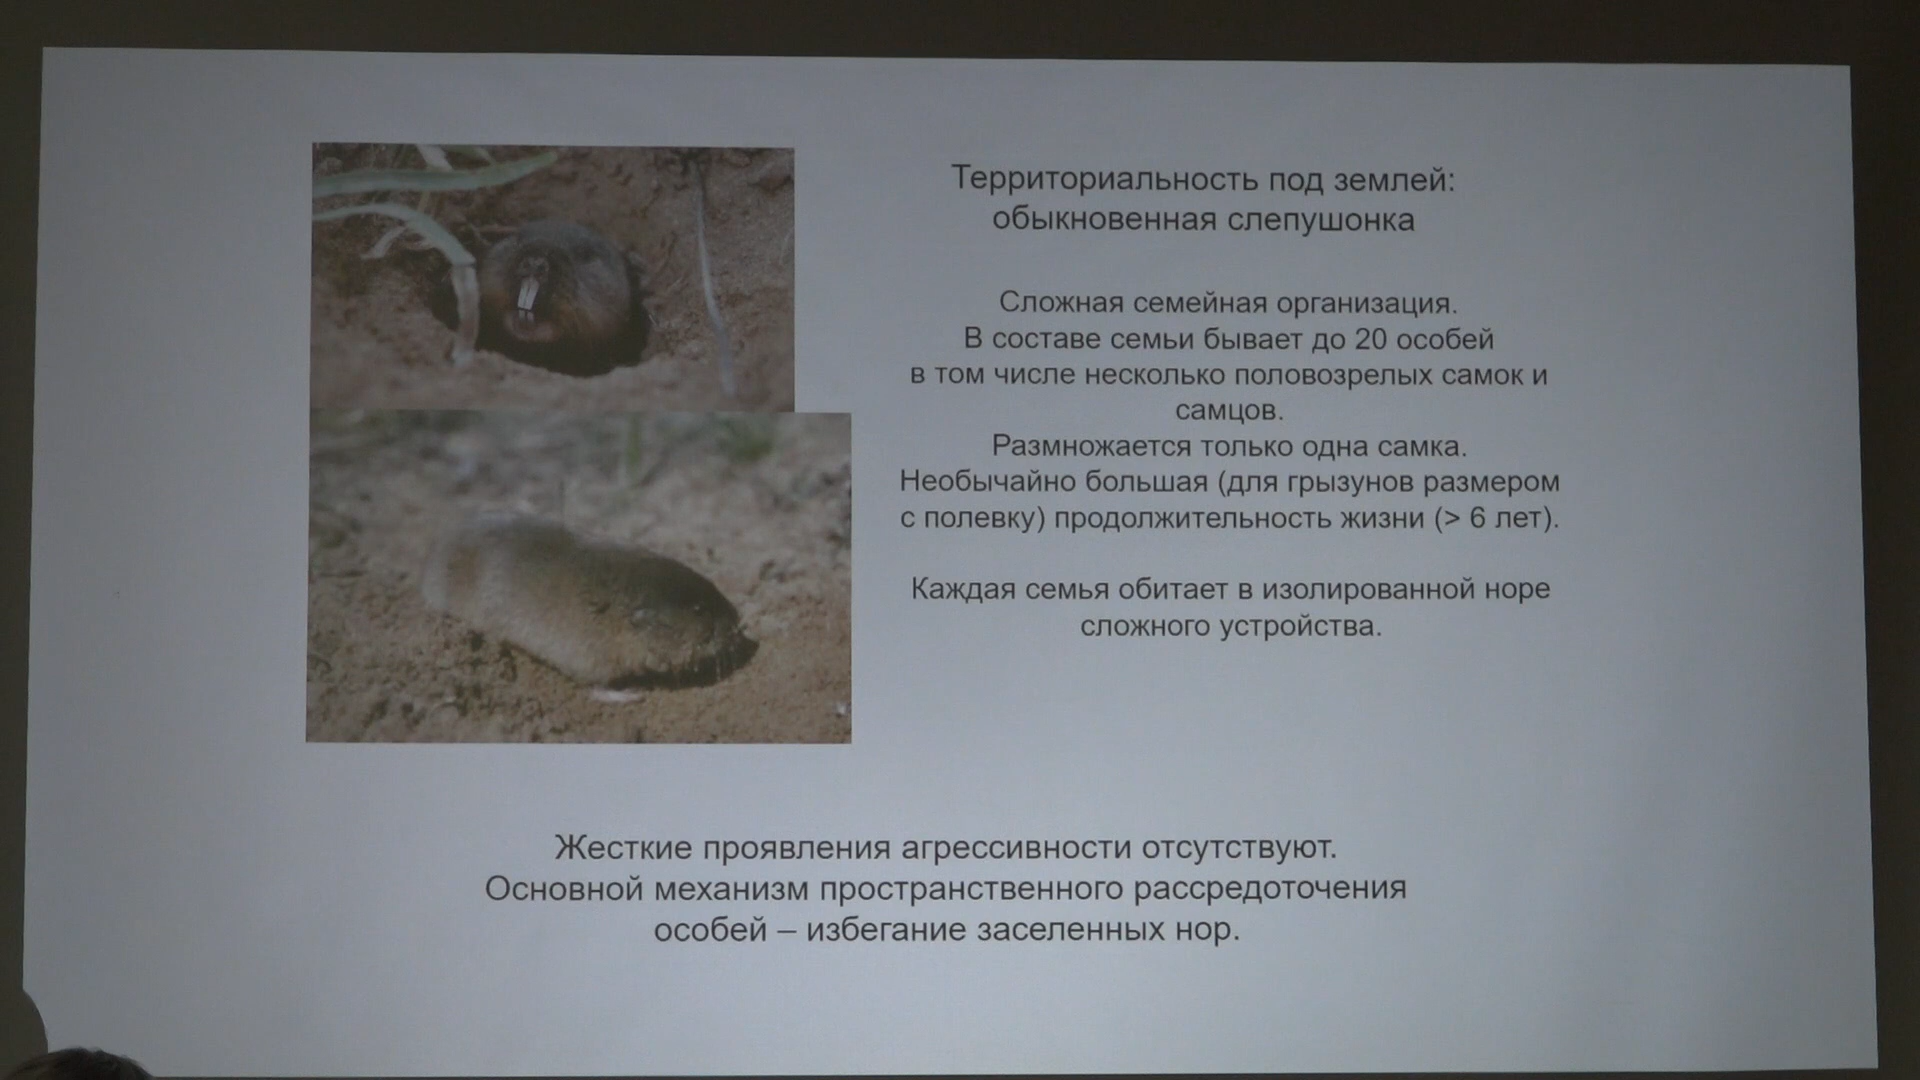 Территориальность под землей:
обыкновенная слепушонка
Сложная семейная организация.
В составе семьи бывает до 20 особей
в том числе несколько половозрелых самок и
самцов.
Размножается только одна самка.
Необычайно большая (для грызунов размером
с полевку) продолжительность жизни (> 6 лет).
Каждая семья обитает в изолированной норе
сложного устройства.
Жесткие проявления агрессивности отсутствуют.
Основной механизм пространственного рассредоточения
особей – избегание заселенных нор.